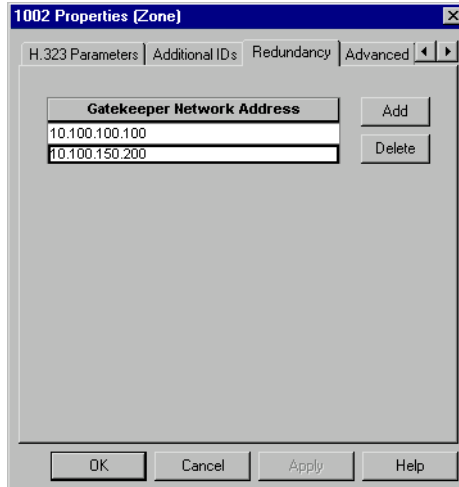 1002 Properties (Zone)
H.323 Parameters Additional IDs Redundancy Advanced
Gatekeeper Network Address
Add
10.100.100.100
10.100.150.200
Delete
OK Cancel Apply Help